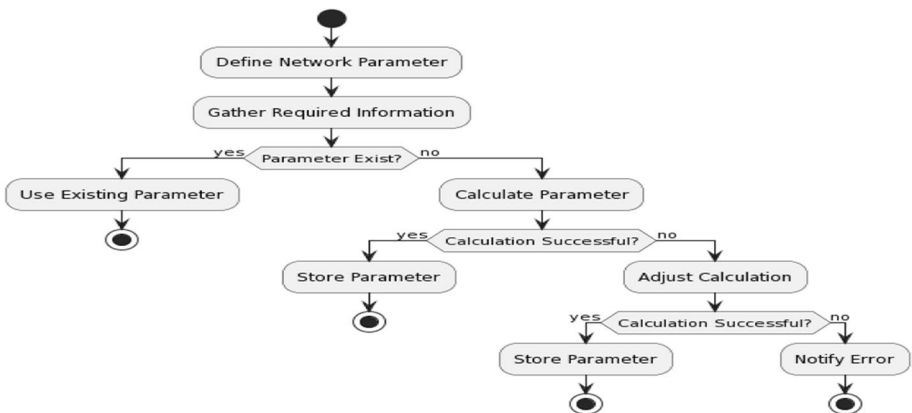 Define Network Parameter
Gather Required Information
yes
Parameter Exist?
no
Use Existing Parameter
Calculate Parameter
yes
Calculation Successful?
no
Store Parameter
Adjust Calculation
yes
Calculation Successful?
no
Store Parameter
Notify Error